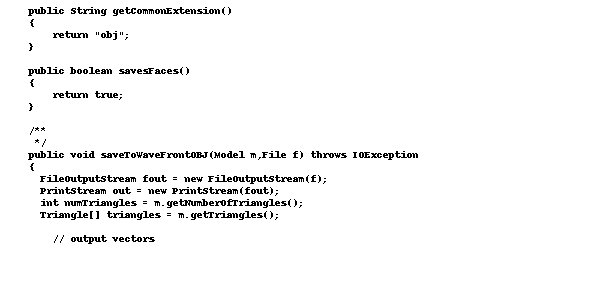 public String getCommonExtension()
{
return "obj";
}
public boolean savesFaces()
{
return true;
}
/**
*/
public void saveToWaveFrontOBJ(Model m,File f) throws IOException
{
FileOutputStream fout = new FileOutputStream(f);
PrintStream out = new PrintStream(fout);
int numTriangles = m.getNumberOfTriangles();
Triangle[] triangles = m.getTriangles();
// output vectors